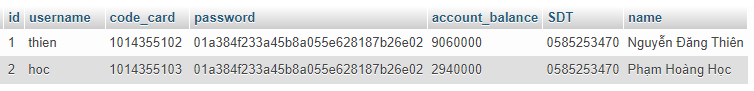 id username code_card password account_balance SDT name
1 thien 1014355102 01a384f233a45b8a055e628187b26e02 9060000 0585253470 Nguyễn Đăng Thiên
2 hoc 1014355103 01a384f233a45b8a055e628187b26e02 2940000 0585253470 Phạm Hoàng Học